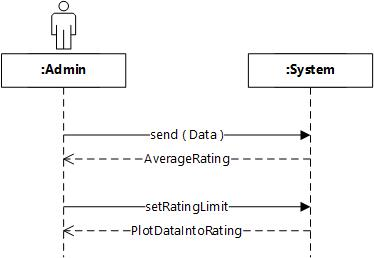 :Admin
:System
send ( Data )
AverageRating
setRatingLimit
PlotDataIntoRating